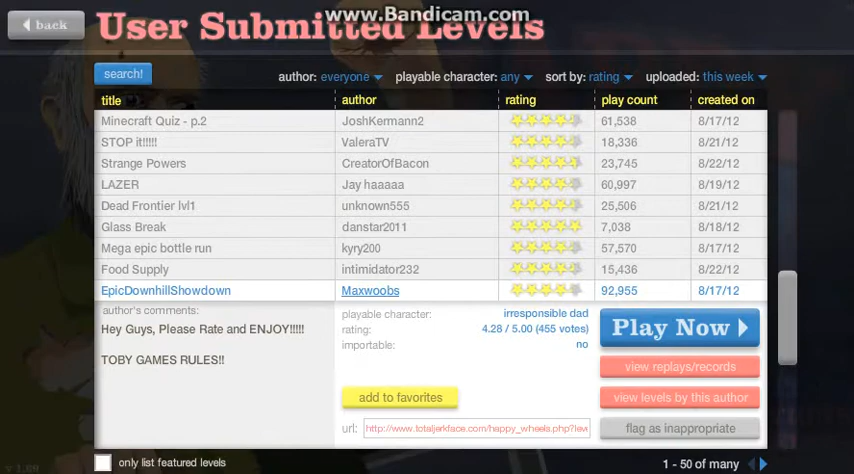 www.Bandicam.com
back
User Submitted Levels
search!
author: everyone playable character: any sort by: rating uploaded: this week
title author rating play count created on
Minecraft Quiz - p.2 JoshKermann2 61,538 8/17/12
STOP it!!!!! ValeraTV 18,336 8/21/12
Strange Powers CreatorOfBacon 23,745 8/22/12
LAZER Jay haaaaa 60,997 8/19/12
Dead Frontier lvl1 unknown555 25,506 8/21/12
Glass Break danstar2011 7,038 8/18/12
Mega epic bottle run kyry200 57,570 8/17/12
Food Supply intimidator232 15,436 8/22/12
EpicDownhillShowdown Maxwoobs 92,955 8/17/12
author's comments:
Hey Guys, Please Rate and ENJOY!!!!!
TOBY GAMES RULES!!
playable character: irresponsible dad
rating: 4.28 / 5.00 (455 votes)
importable: no
add to favorites
url: http://www.totaljerkface.com/happy_wheels.php?leve
Play Now
view replays/records
view levels by this author
flag as inappropriate
only list featured levels
1 - 50 of many